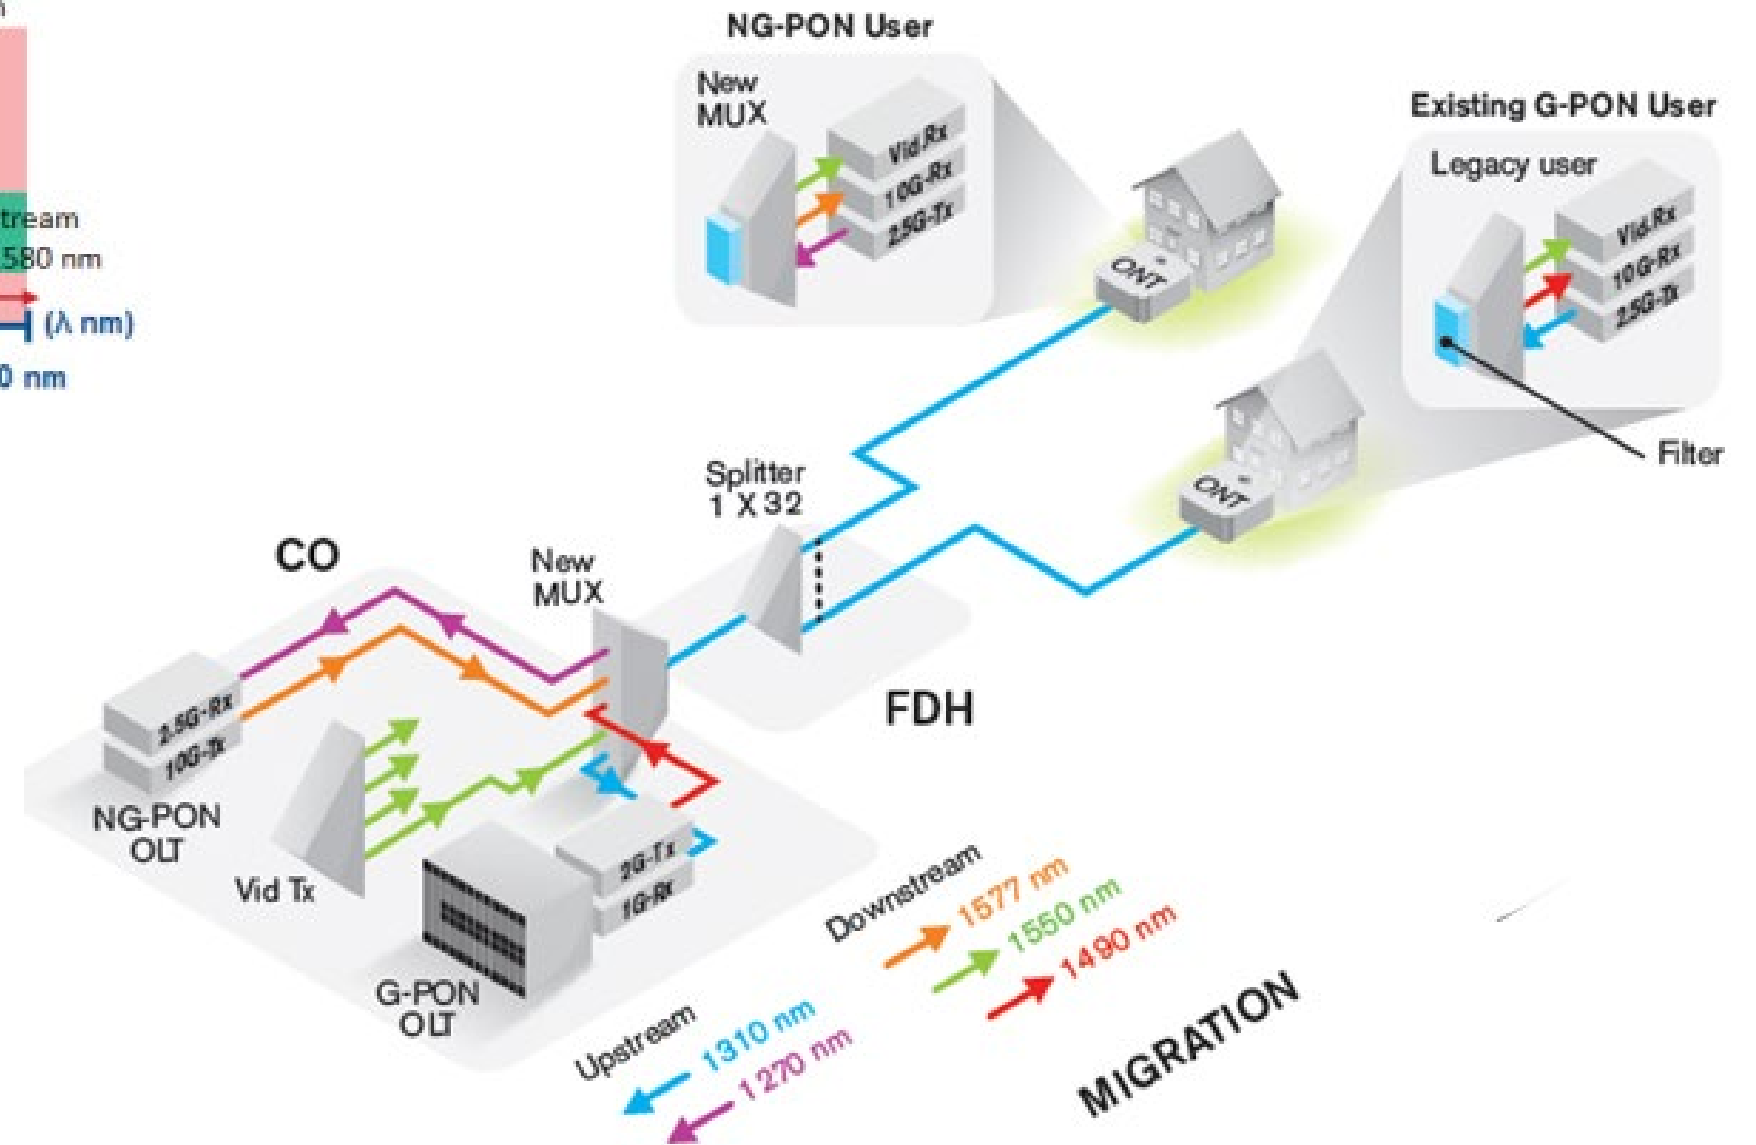 tream
580 nm
(λ nm)
0 nm
NG-PON User
New
MUX
Vid.Rx
10G-Rx
2.5G-Tx
Existing G-PON User
Legacy user
Vid.Rx
10G-Rx
2.5G-Tx
Filter
ONT
ONT
Splitter
1 X 32
CO
New
MUX
FDH
2.5G-Rx
10G-Tx
NG-PON
OLT
Vid Tx
2G-Tx
1G-Rx
G-PON
OLT
Downstream
1577 nm
1550 nm
1490 nm
Upstream
1310 nm
1270 nm
MIGRATION